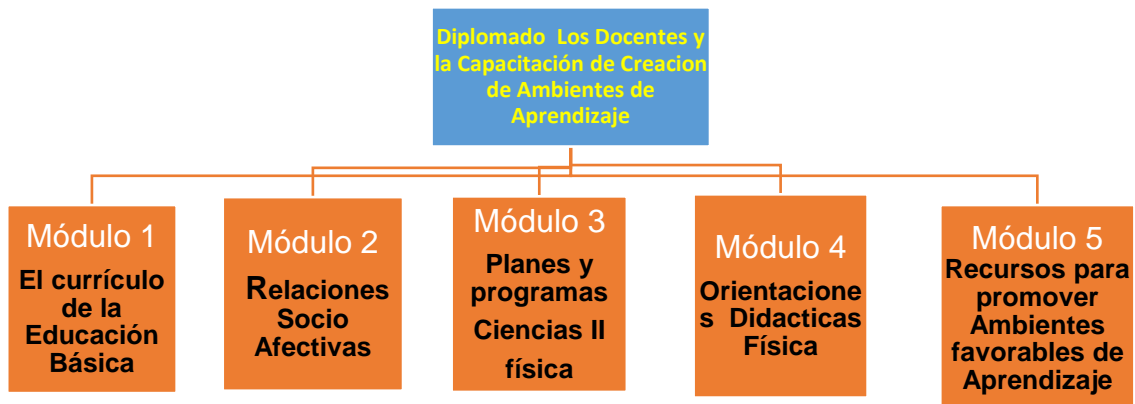 Diplomado Los Docentes y
la Capacitación de Creacion
de Ambientes de
Aprendizaje
Módulo 1
El currículo
de la
Educación
Básica
Módulo 2
Relaciones
Socio
Afectivas
Módulo 3
Planes y
programas
Ciencias II
física
Módulo 4
Orientacione
s Didacticas
Física
Módulo 5
Recursos para
promover
Ambientes
favorables de
Aprendizaje